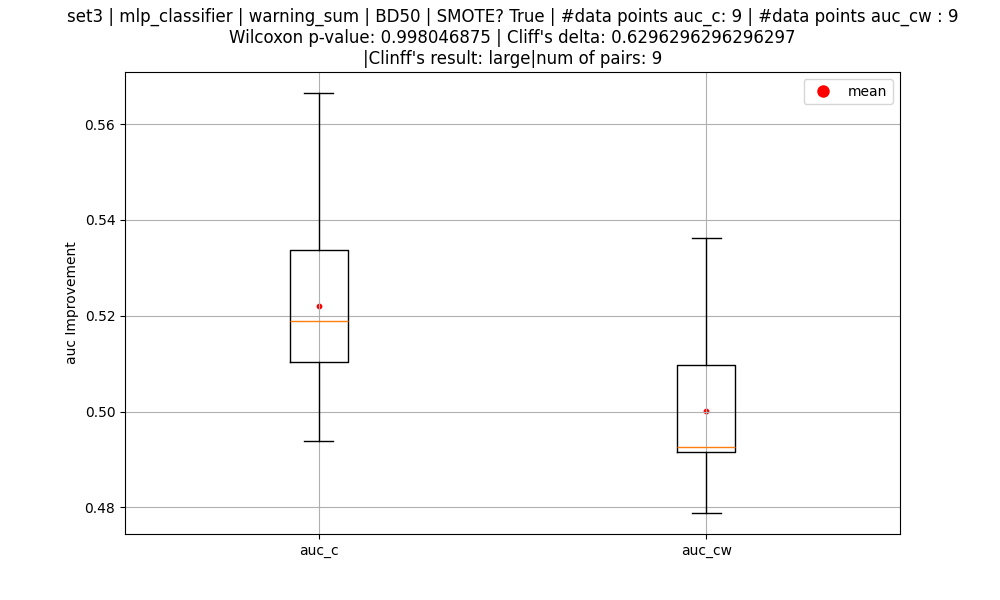 set3 | mlp_classifier | warning_sum | BD50 | SMOTE? True | #data points auc_c: 9 | #data points auc_cw : 9
Wilcoxon p-value: 0.998046875 | Cliff's delta: 0.6296296296296297
|Clinff's result: large|num of pairs: 9
mean
0.56
0.54
0.52
0.50
0.48
auc Improvement
auc_c
auc_cw